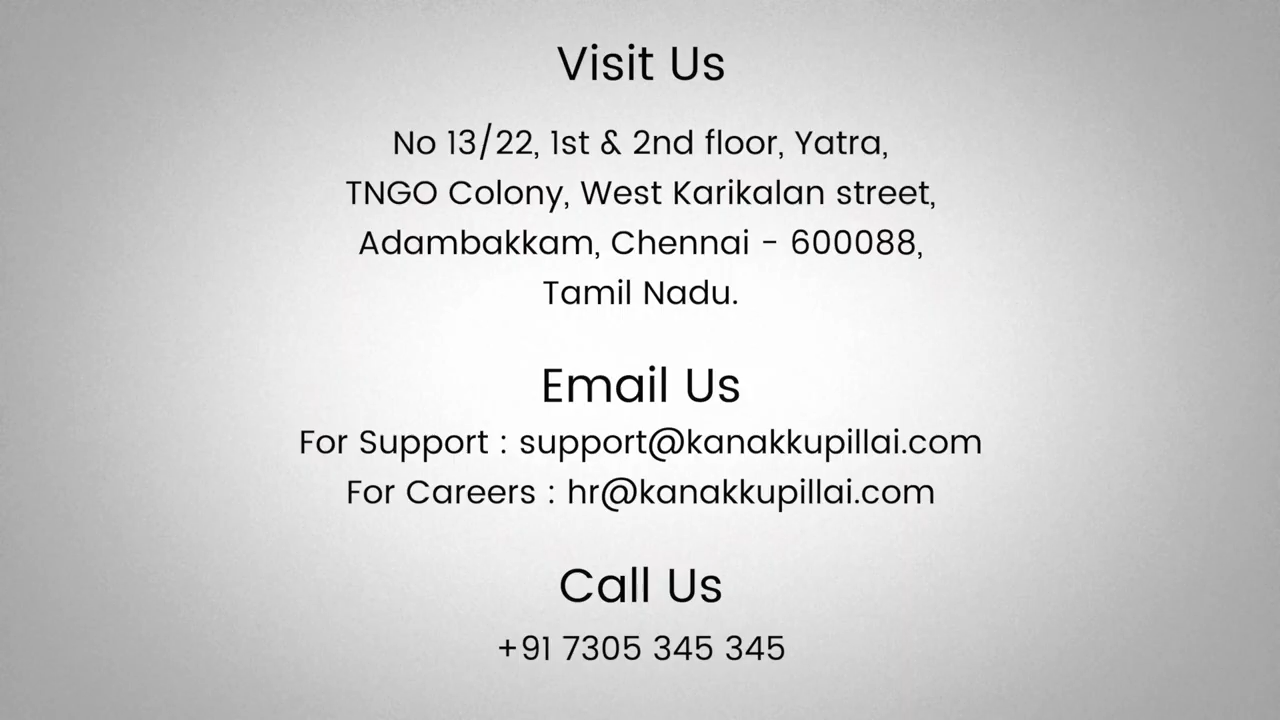 Visit Us
No 13/22, 1st & 2nd floor, Yatra,
TNGO Colony, West Karikalan street,
Adambakkam, Chennai - 600088,
Tamil Nadu.
Email Us
For Support : support@kanakkupillai.com
For Careers : hr@kanakkupillai.com
Call Us
+91 7305 345 345